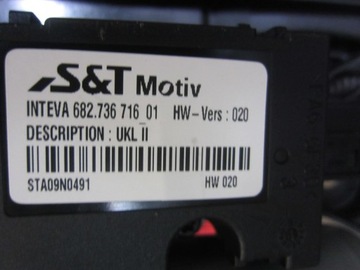 S&T Motiv
INTEVA 682.736 716_01 HW-Vers : 020
DESCRIPTION : UKL II
STA09N0491 HW 020